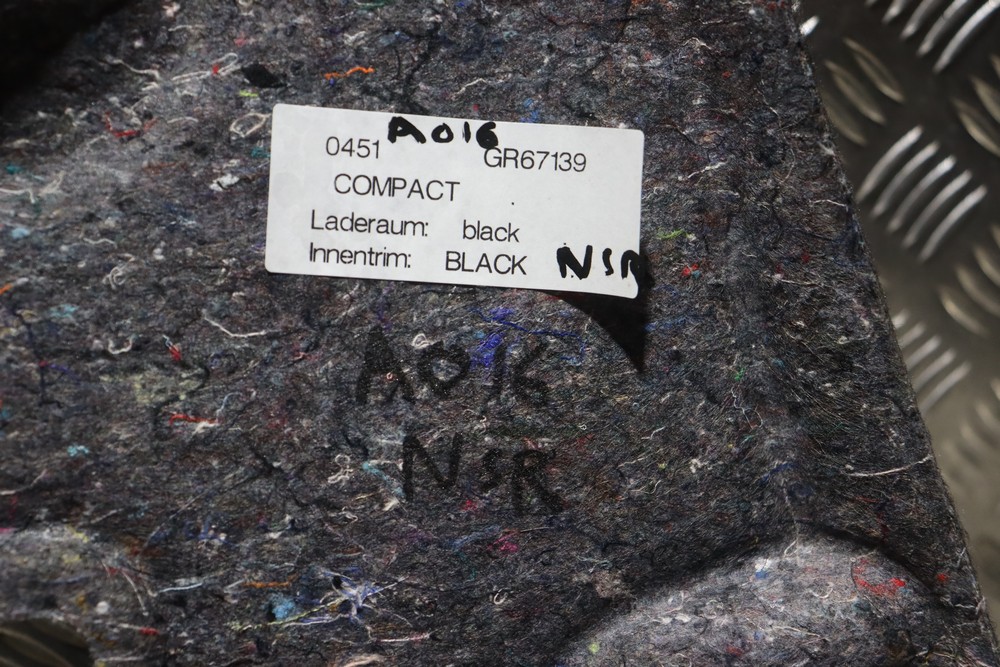 A016
0451 GR67139
COMPACT
Laderaum: black
Innentrim: BLACK NSR
A016
NSR